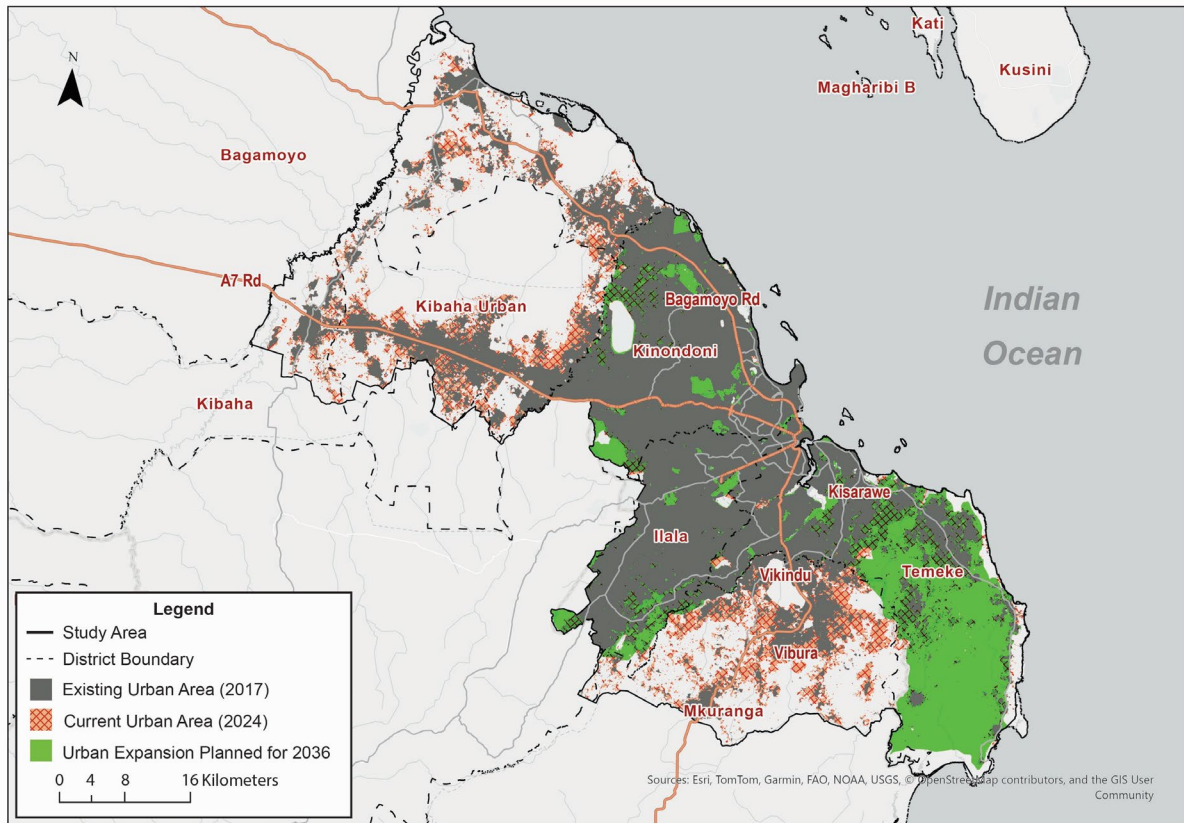 Kati
Kusini
Magharibi B
N
Bagamoyo
A7 Rd
Kibaha Urban
Bagamoyo Rd
Indian
Ocean
Kinondoni
Kibaha
Kisarawe
Ilala
Vikindu
Temeke
Vibura
Mkuranga
Legend
Study Area
District Boundary
Existing Urban Area (2017)
Current Urban Area (2024)
Urban Expansion Planned for 2036
0 4 8 16 Kilometers
Sources: Esri, TomTom, Garmin, FAO, NOAA, USGS, © OpenStreetMap contributors, and the GIS User
Community